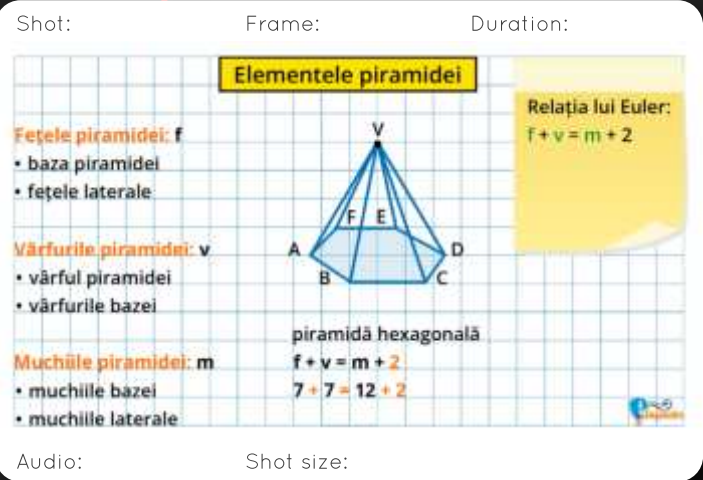 Shot: Frame: Duration:
Elementele piramidei
Relația lui Euler:
f + v = m + 2
Fețele piramidei: f
• baza piramidei
• fețele laterale
Vârfurile piramidei: v
• vârful piramidei
• vârfurile bazei
Muchiile piramidei: m
• muchiile bazei
• muchiile laterale
V
F E
A D
B C
piramidă hexagonală
f + v = m + 2
7 + 7 = 12 + 2
Audio: Shot size: